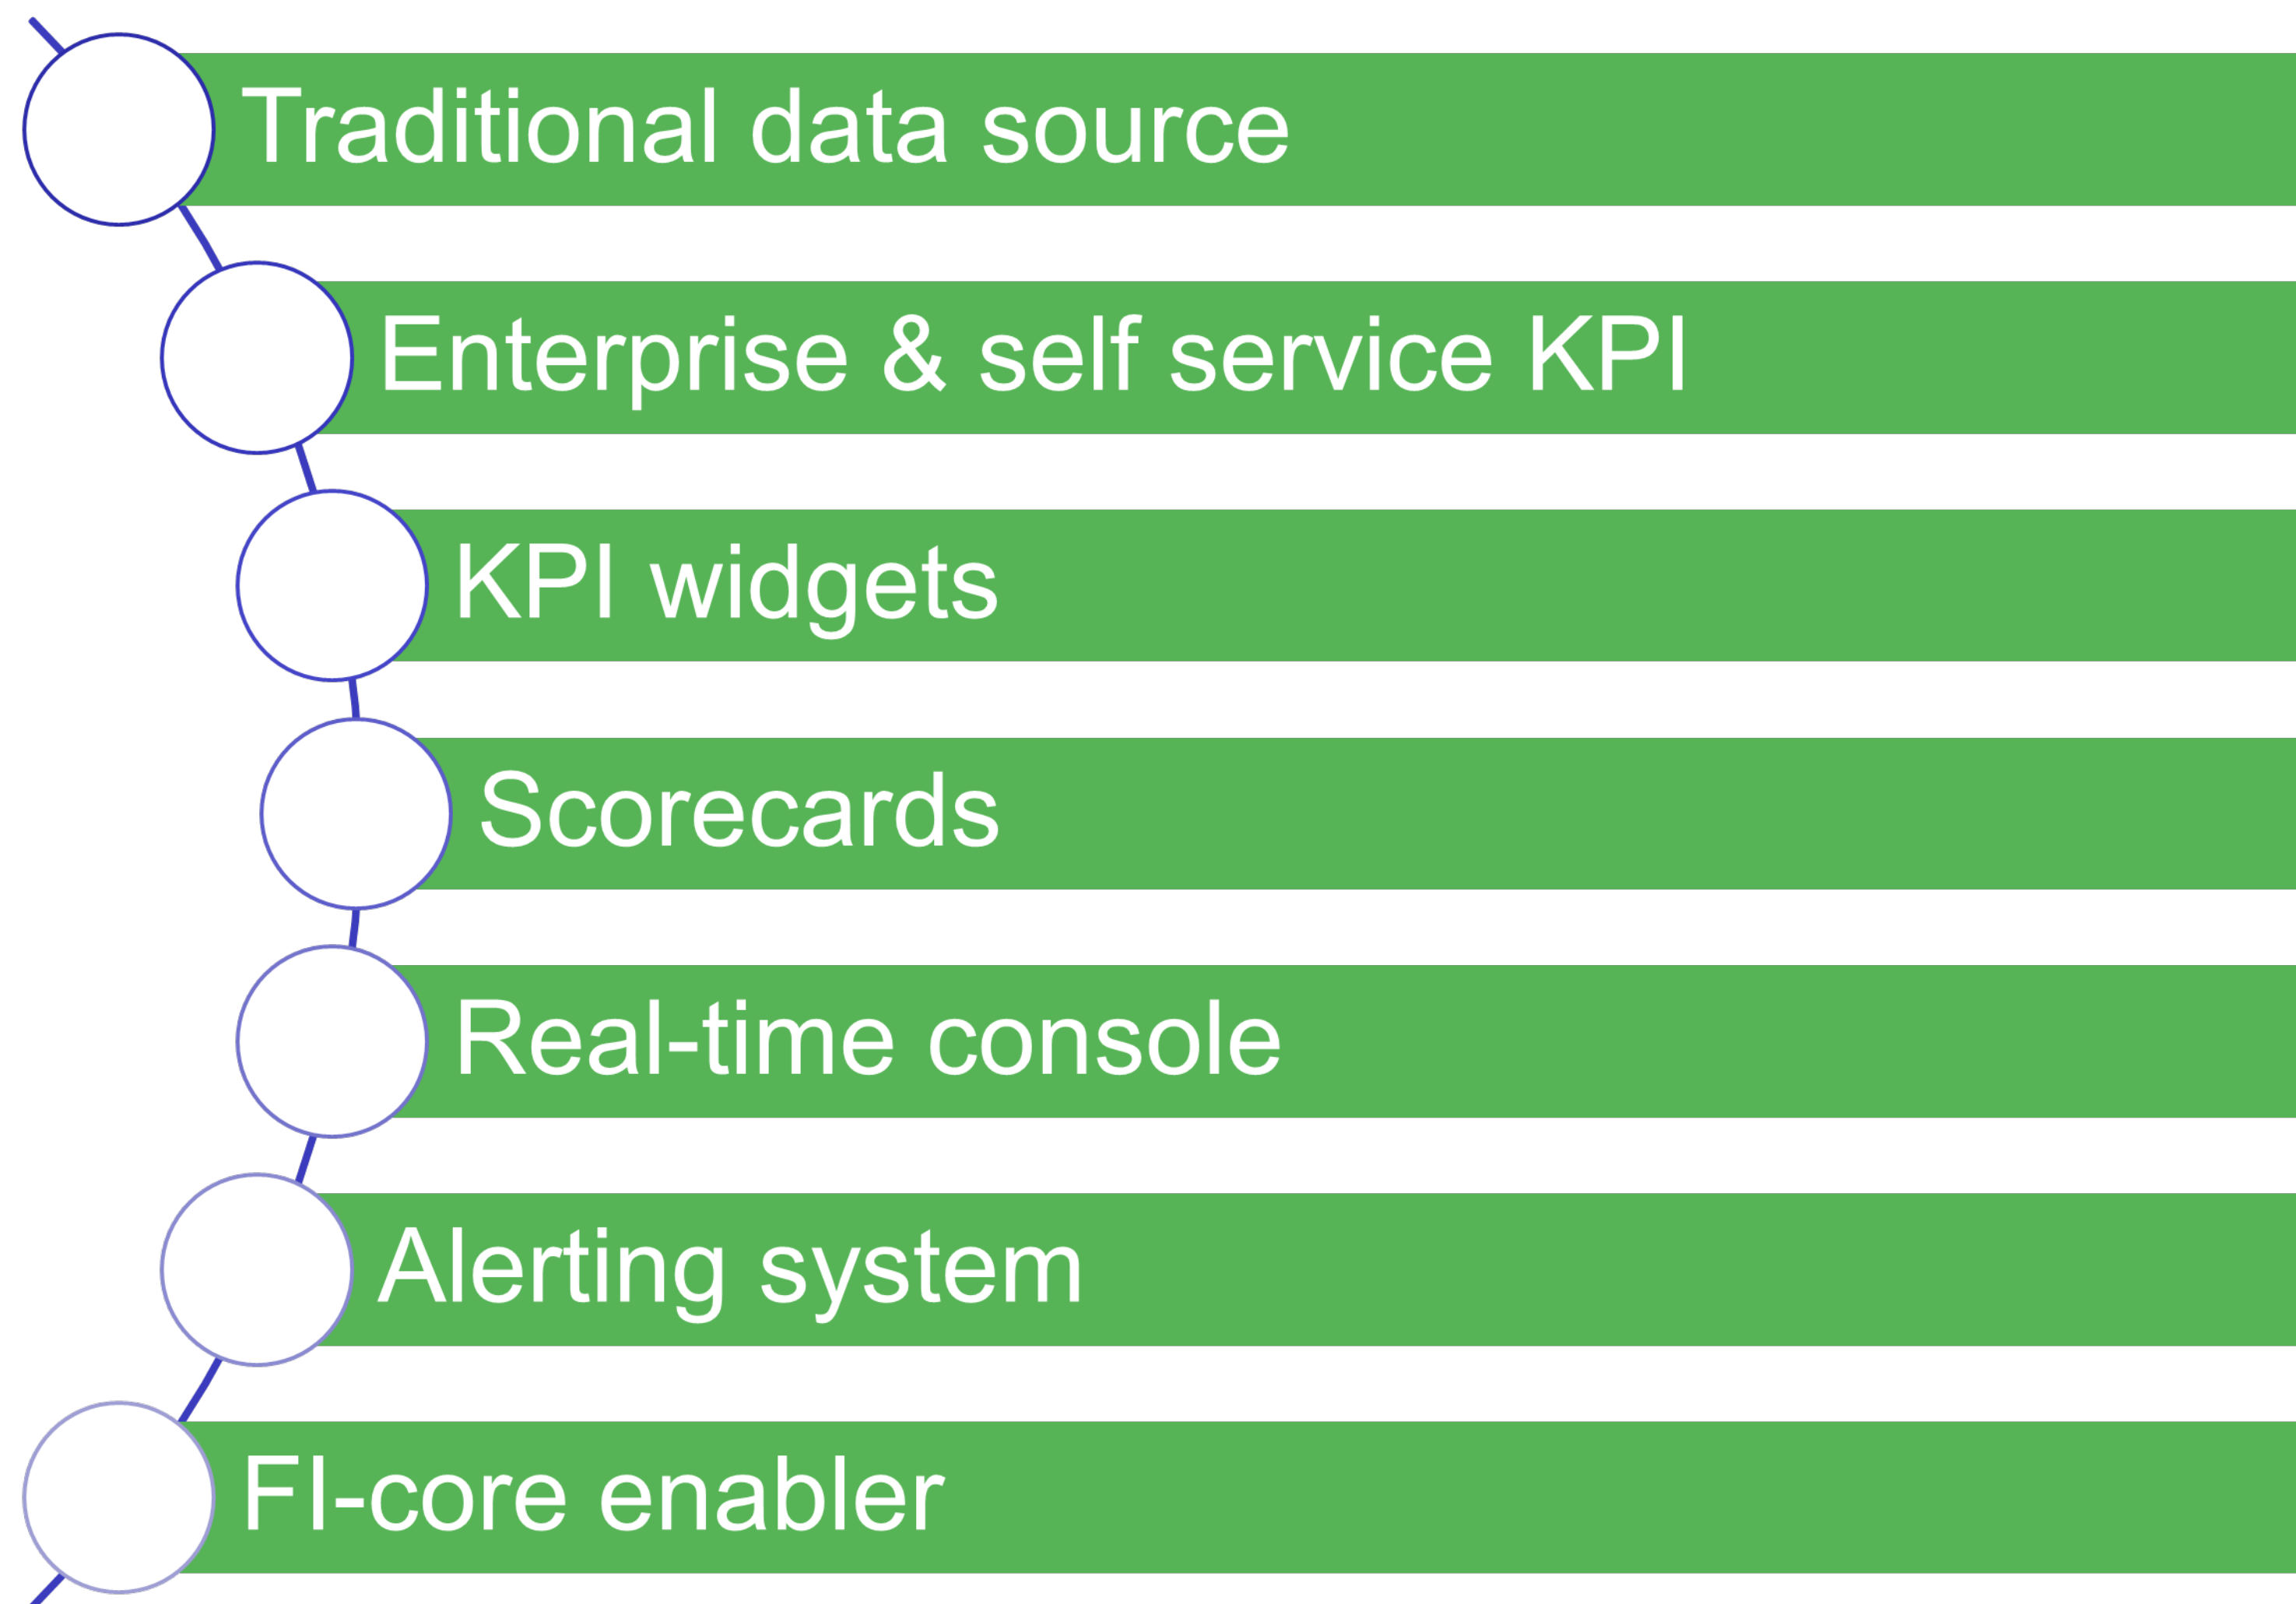 Traditional data source
Enterprise & self service KPI
KPI widgets
Scorecards
Real-time console
Alerting system
FI-core enabler